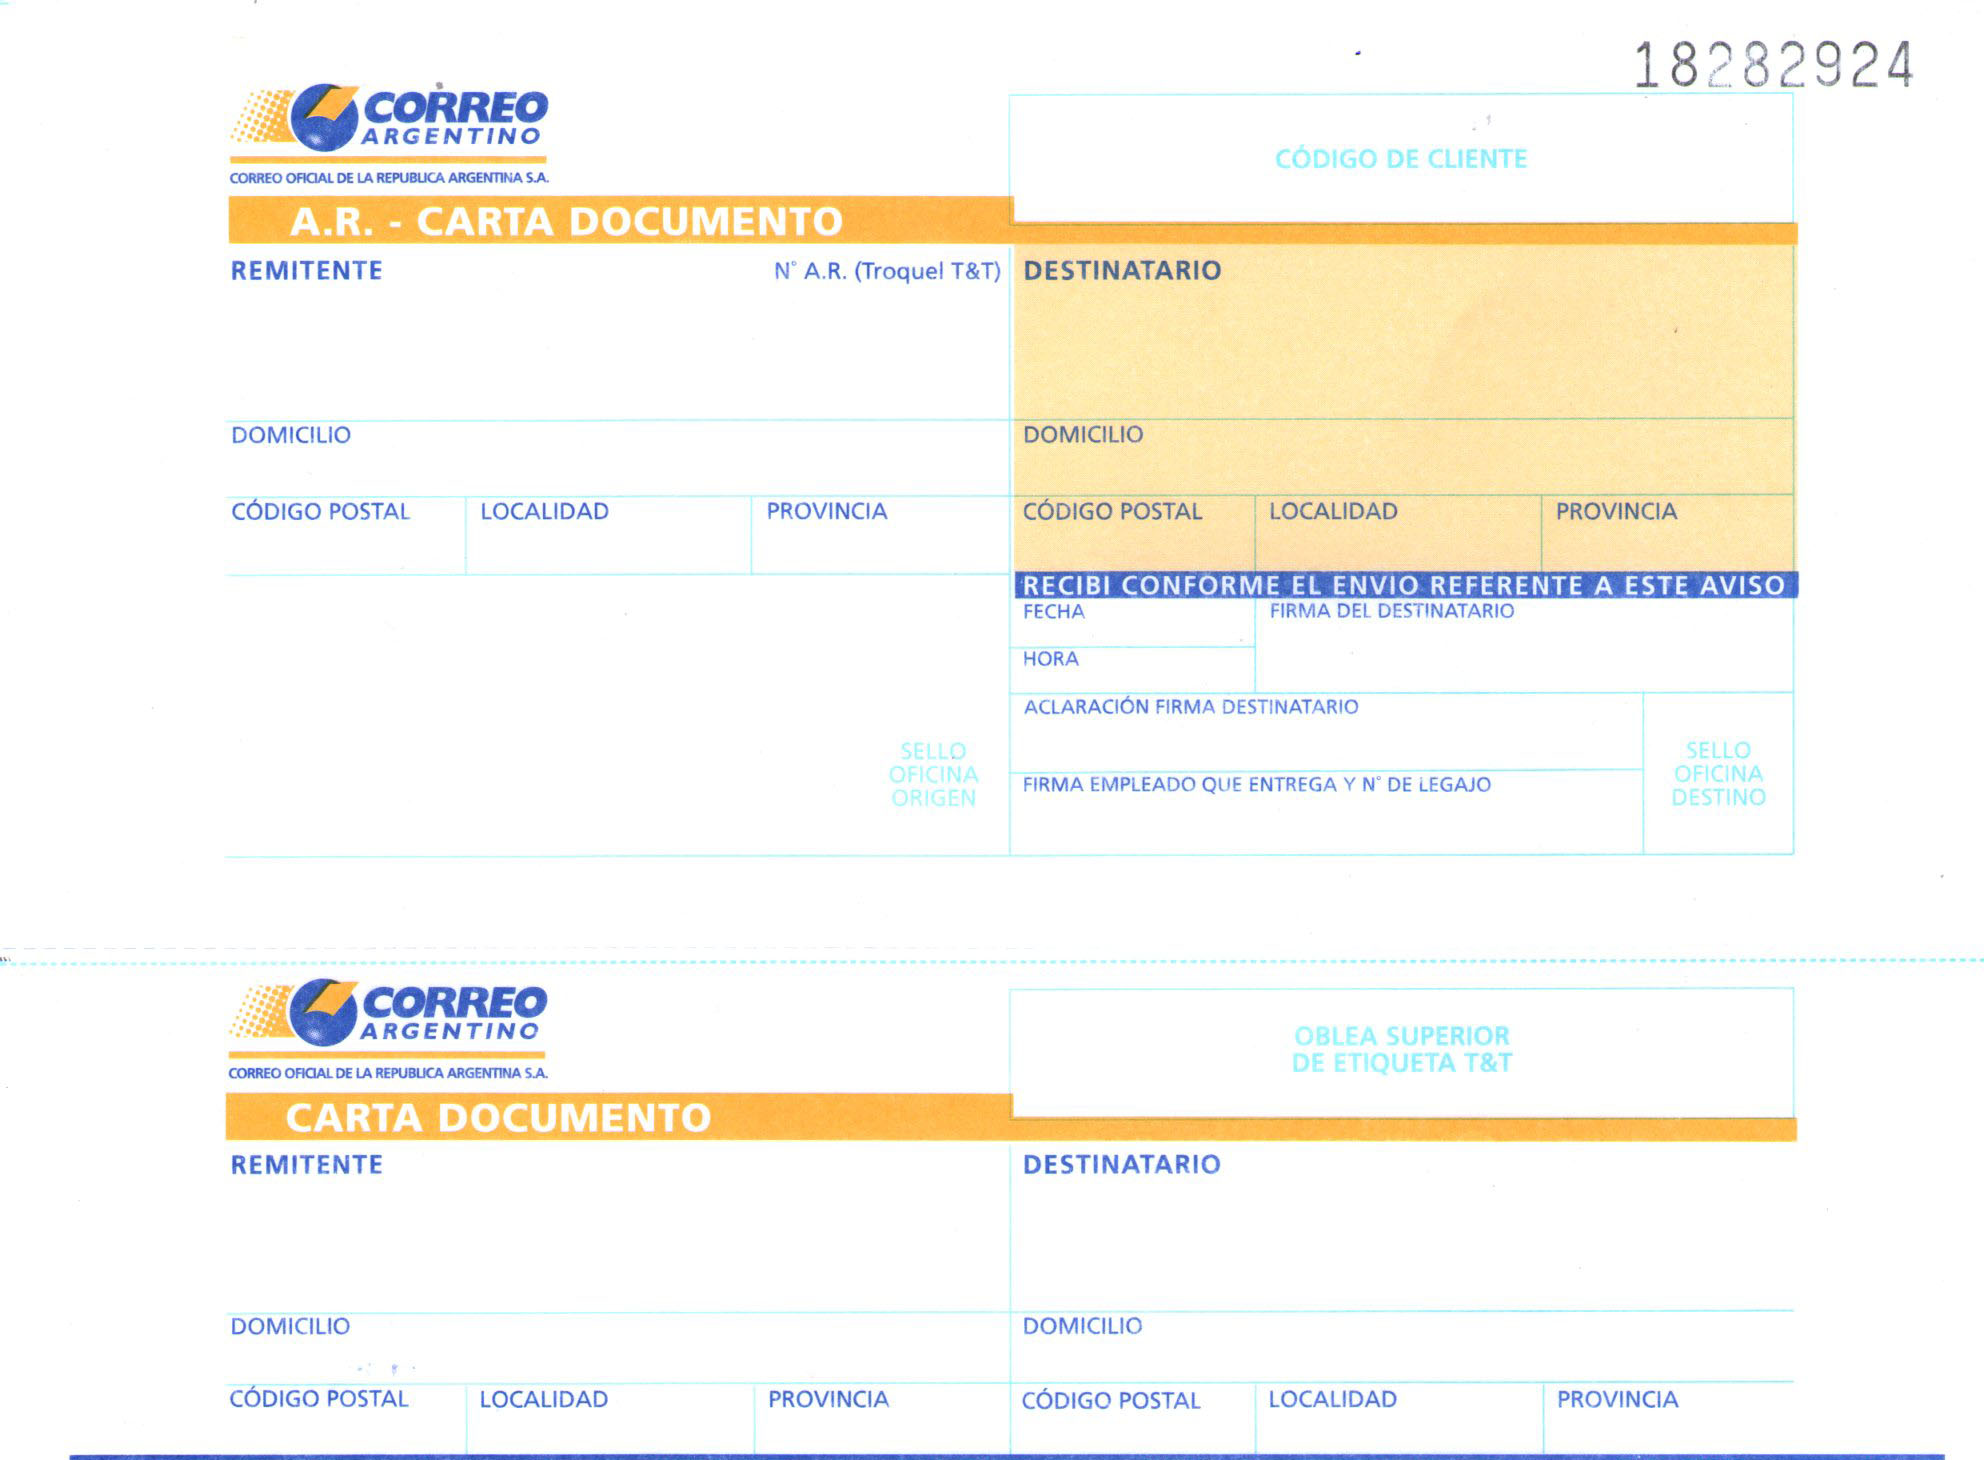 18282924
CORREO
ARGENTINO
CORREO OFICIAL DE LA REPUBLICA ARGENTINA S.A.
CÓDIGO DE CLIENTE
A.R. - CARTA DOCUMENTO
REMITENTE N° A.R. (Troquel T&T) DESTINATARIO
DOMICILIO DOMICILIO
CÓDIGO POSTAL LOCALIDAD PROVINCIA CÓDIGO POSTAL LOCALIDAD PROVINCIA
RECIBI CONFORME EL ENVIO REFERENTE A ESTE AVISO
FECHA FIRMA DEL DESTINATARIO
HORA
ACLARACIÓN FIRMA DESTINATARIO
SELLO
OFICINA
ORIGEN
FIRMA EMPLEADO QUE ENTREGA Y N° DE LEGAJO
SELLO
OFICINA
DESTINO
CORREO
ARGENTINO
CORREO OFICIAL DE LA REPUBLICA ARGENTINA S.A.
OBLEA SUPERIOR
DE ETIQUETA T&T
CARTA DOCUMENTO
REMITENTE DESTINATARIO
DOMICILIO DOMICILIO
CÓDIGO POSTAL LOCALIDAD PROVINCIA CÓDIGO POSTAL LOCALIDAD PROVINCIA